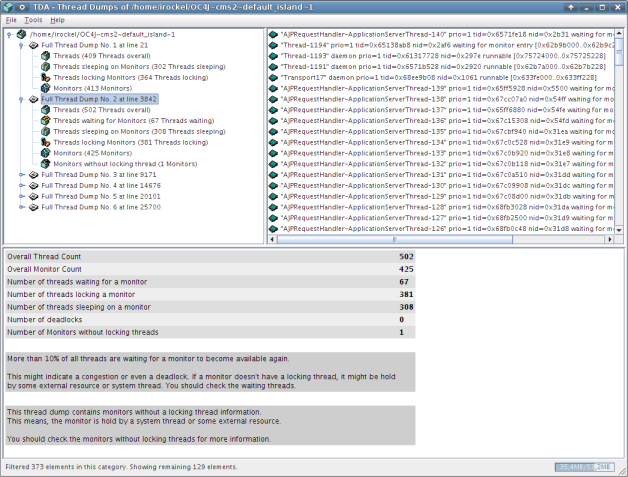 TDA - Thread Dumps of /home/irockel/OC4J~cms2~default_island~1
File Tools Help
/home/irockel/OC4J~cms2~default_island~1
Full Thread Dump No. 1 at line 21
Threads (409 Threads overall)
Threads sleeping on Monitors (302 Threads sleeping)
Threads locking Monitors (364 Threads locking)
Monitors (413 Monitors)
Full Thread Dump No. 2 at line 3842
Threads (502 Threads overall)
Threads waiting for Monitors (67 Threads waiting)
Threads sleeping on Monitors (308 Threads sleeping)
Threads locking Monitors (381 Threads locking)
Monitors (425 Monitors)
Monitors without locking thread (1 Monitors)
Full Thread Dump No. 3 at line 9171
Full Thread Dump No. 4 at line 14676
Full Thread Dump No. 5 at line 20101
Full Thread Dump No. 6 at line 25700
"AJPRequestHandler-ApplicationServerThread-140" prio=1 tid=0x6571fe18 nid=0x2b31 waiting for m
"Thread-1194" prio=1 tid=0x65138ab8 nid=0x2af6 waiting for monitor entry [0x62b9b000..0x62b9c2
"Thread-1193" daemon prio=1 tid=0x61317728 nid=0x297e runnable [0x75724000..0x75725228]
"Thread-1191" daemon prio=1 tid=0x6571b528 nid=0x2920 runnable [0x62b7a000..0x62b7b228]
"Transport17" daemon prio=1 tid=0x68ee9b08 nid=0x1061 runnable [0x633fe000..0x633ff228]
"AJPRequestHandler-ApplicationServerThread-139" prio=1 tid=0x65ff5928 nid=0x5500 waiting for m
"AJPRequestHandler-ApplicationServerThread-138" prio=1 tid=0x67cc07a0 nid=0x54ff waiting for mo
"AJPRequestHandler-ApplicationServerThread-137" prio=1 tid=0x65ff6880 nid=0x54fe waiting for mo
"AJPRequestHandler-ApplicationServerThread-136" prio=1 tid=0x67c15308 nid=0x54fd waiting for mo
"AJPRequestHandler-ApplicationServerThread-135" prio=1 tid=0x67cbf940 nid=0x31ea waiting for mo
"AJPRequestHandler-ApplicationServerThread-134" prio=1 tid=0x67c0c528 nid=0x31e9 waiting for m
"AJPRequestHandler-ApplicationServerThread-133" prio=1 tid=0x67c0b920 nid=0x31e8 waiting for m
"AJPRequestHandler-ApplicationServerThread-132" prio=1 tid=0x67c0b118 nid=0x31e7 waiting for m
"AJPRequestHandler-ApplicationServerThread-131" prio=1 tid=0x67c0a510 nid=0x31dd waiting for m
"AJPRequestHandler-ApplicationServerThread-130" prio=1 tid=0x67c09908 nid=0x31dc waiting for m
"AJPRequestHandler-ApplicationServerThread-129" prio=1 tid=0x67c08d00 nid=0x31db waiting for m
"AJPRequestHandler-ApplicationServerThread-128" prio=1 tid=0x68fb3028 nid=0x31da waiting for m
"AJPRequestHandler-ApplicationServerThread-127" prio=1 tid=0x68fb2500 nid=0x31d9 waiting for m
"AJPRequestHandler-ApplicationServerThread-126" prio=1 tid=0x68fb0c48 nid=0x31d8 waiting for m
Overall Thread Count 502
Overall Monitor Count 425
Number of threads waiting for a monitor 67
Number of threads locking a monitor 381
Number of threads sleeping on a monitor 308
Number of deadlocks 0
Number of Monitors without locking threads 1
More than 10% of all threads are waiting for a monitor to become available again.
This might indicate a congestion or even a deadlock. If a monitor doesn't have a locking thread, it might be hold
by some external resource or system thread. You should check the waiting threads.
This thread dump contains monitors without a locking thread information.
This means, the monitor is hold by a system thread or some external resource.
You should check the monitors without locking threads for more information.
Filtered 373 elements in this category. Showing remaining 129 elements.